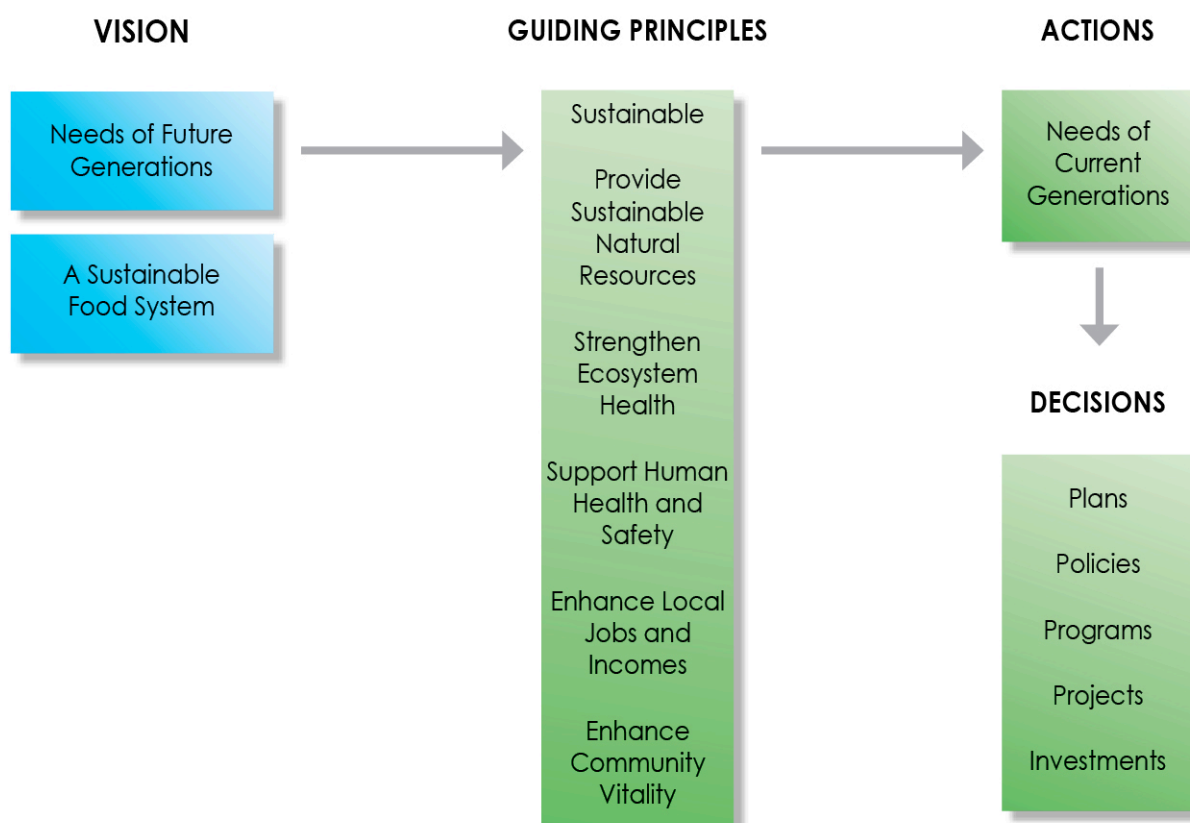 VISION
Needs of Future
Generations
A Sustainable
Food System
GUIDING PRINCIPLES
Sustainable
Provide
Sustainable
Natural
Resources
Strengthen
Ecosystem
Health
Support Human
Health and
Safety
Enhance Local
Jobs and
Incomes
Enhance
Community
Vitality
ACTIONS
Needs of
Current
Generations
DECISIONS
Plans
Policies
Programs
Projects
Investments